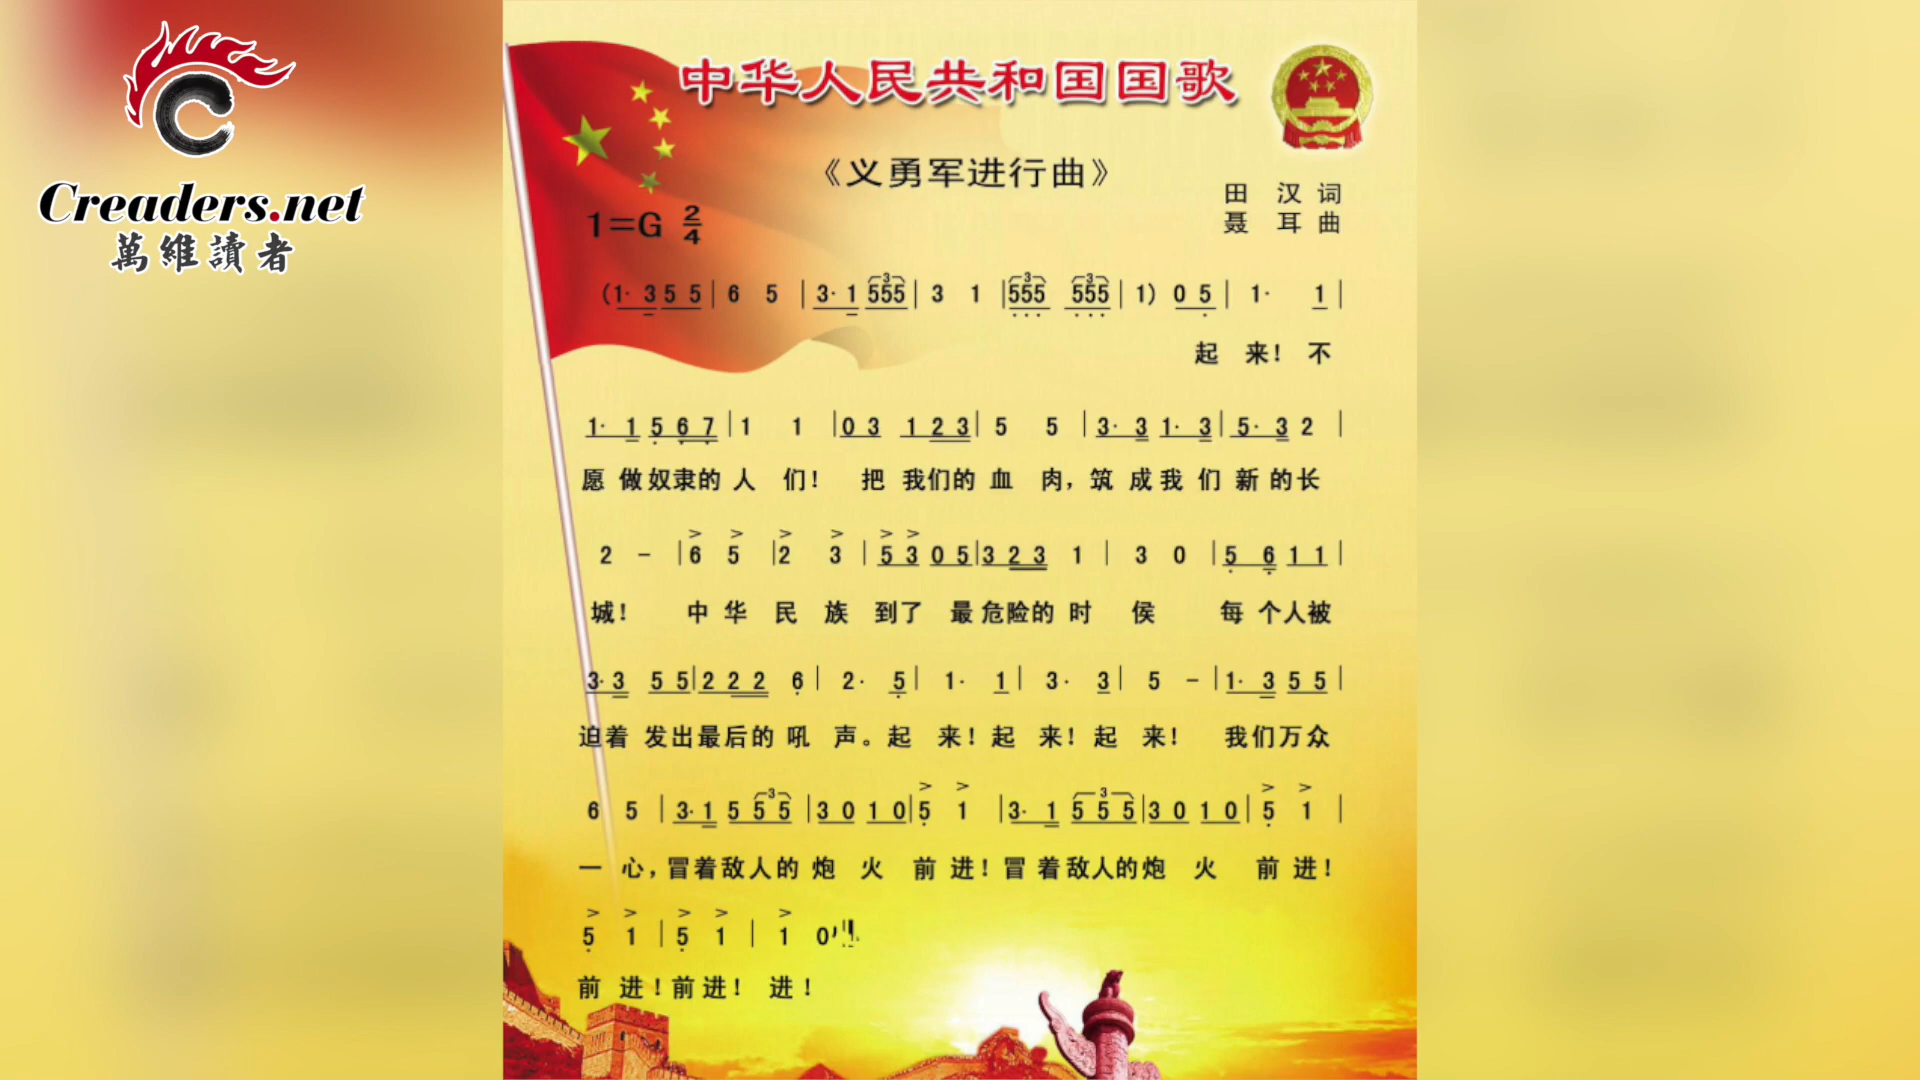 Creaders.net
萬維讀者
中华人民共和国国歌
《义勇军进行曲》
1=G 2/4
田 汉 词
聂 耳 曲
(1· 3 5 5 | 6 5 | 3· 1 555 | 3 1 | 555 555 | 1) 0 5 | 1· 1 |
起 来! 不
1· 1 5 6 7 | 1 1 | 0 3 1 2 3 | 5 5 | 3· 3 1· 3 | 5· 3 2 |
愿 做 奴隶的 人 们! 把 我们的 血 肉, 筑 成 我 们 新 的 长
2 - | 6 5 | 2 3 | 5 3 0 5 | 3 2 3 1 | 3 0 | 5 6 1 1 |
城! 中 华 民 族 到了 最 危险的 时 侯 每 个人被
3· 3 5 5 | 2 2 2 6 | 2· 5 | 1· 1 | 3· 3 | 5 - | 1· 3 5 5 |
迫着 发出最后的 吼 声。起 来! 起 来! 起 来! 我们万众
6 5 | 3· 1 5 5 5 | 3 0 1 0 | 5 1 | 3· 1 5 5 5 | 3 0 1 0 | 5 1 |
一 心, 冒着敌人的 炮 火 前 进! 冒 着敌人的炮 火 前 进!
5 1 | 5 1 | 1 0
前 进! 前进! 进!